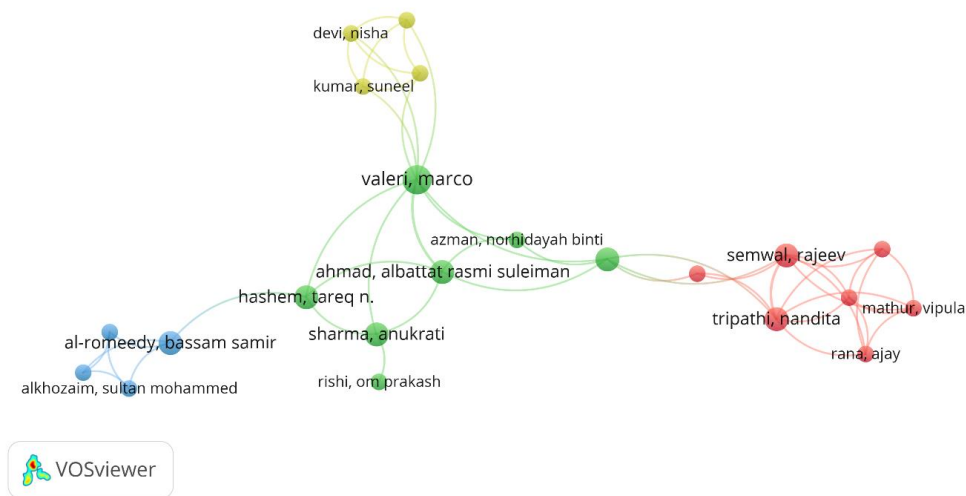 devi, nisha
kumar, suneel
valeri, marco
azman, norhidayah binti
semwal, rajeev
ahmad, albattat rasmi suleiman
hashem, tareq n.
mathur, vipula
tripathi, nandita
sharma, anukrati
al-romeedy, bassam samir
rana, ajay
rishi, om prakash
alkhozaim, sultan mohammed
VOSviewer